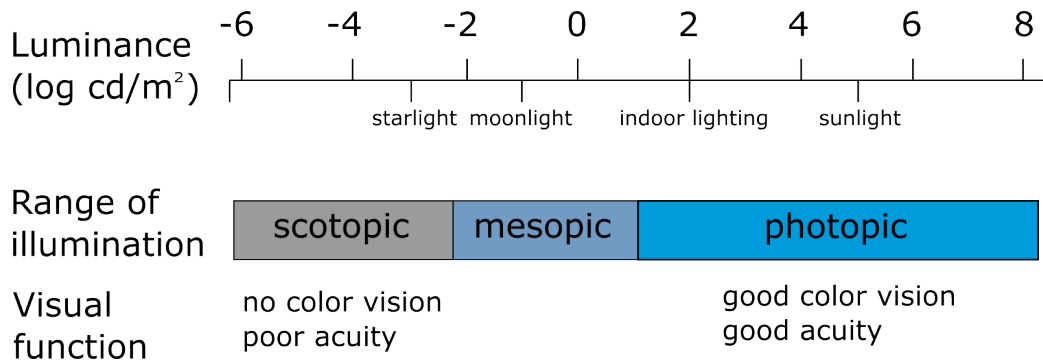 -6 -4 -2 0 2 4 6 8
Luminance
(log cd/m²)
starlight moonlight indoor lighting sunlight
Range of
illumination
scotopic mesopic photopic
Visual
function
no color vision
poor acuity
good color vision
good acuity